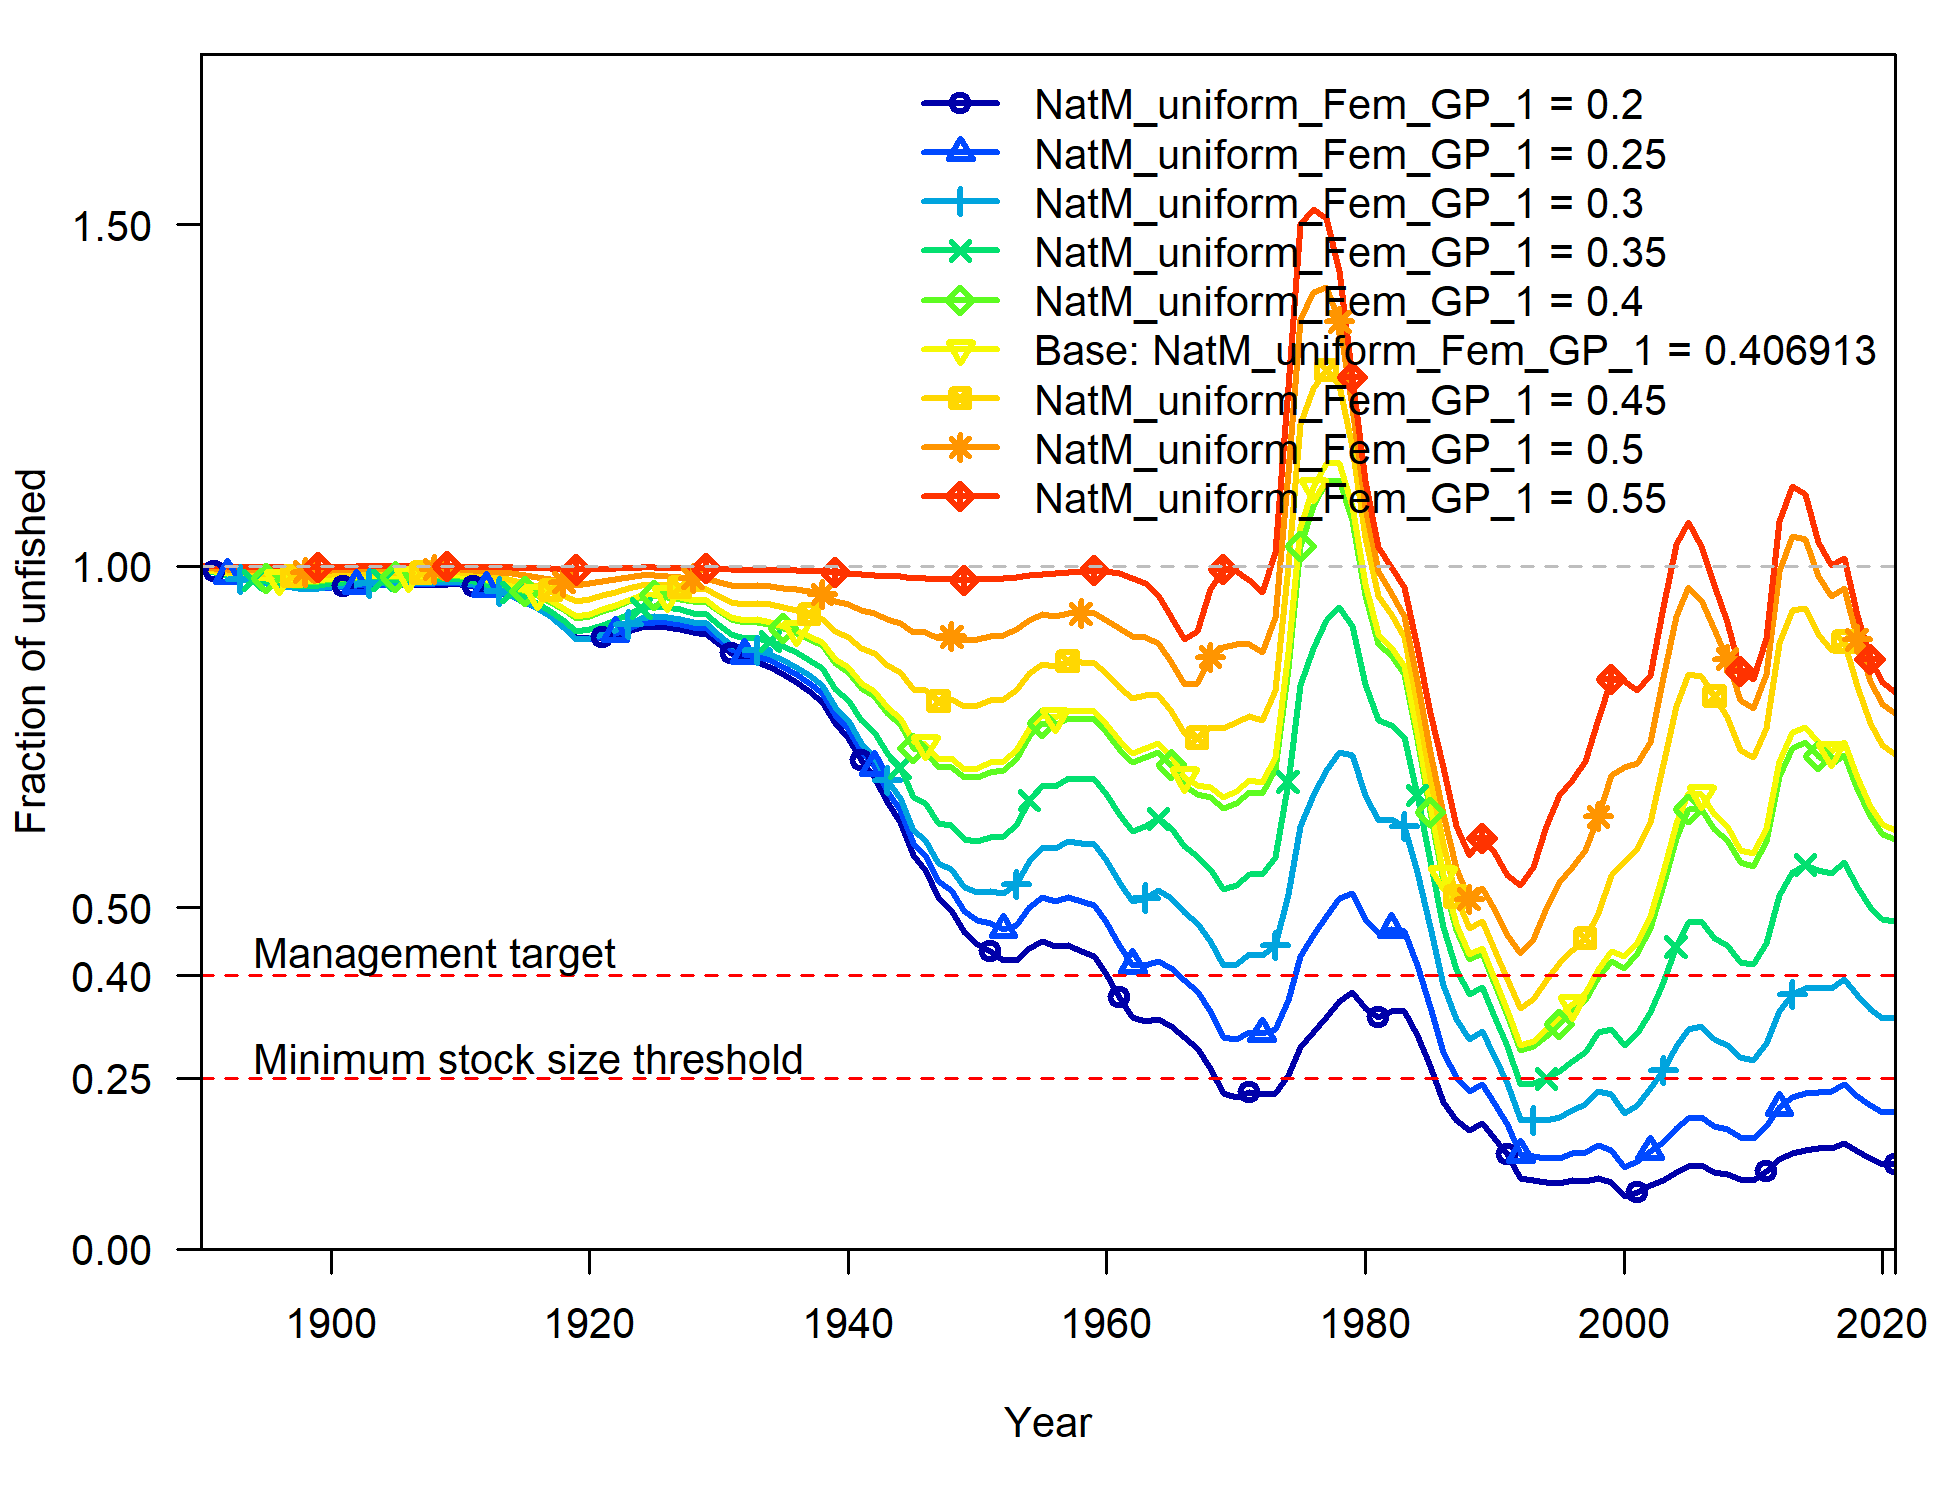 NatM_uniform_Fem_GP_1 = 0.2
NatM_uniform_Fem_GP_1 = 0.25
NatM_uniform_Fem_GP_1 = 0.3
NatM_uniform_Fem_GP_1 = 0.35
NatM_uniform_Fem_GP_1 = 0.4
Base: NatM_uniform_Fem_GP_1 = 0.406913
NatM_uniform_Fem_GP_1 = 0.45
NatM_uniform_Fem_GP_1 = 0.5
NatM_uniform_Fem_GP_1 = 0.55
Fraction of unfished
1.50
1.00
0.50
0.40
0.25
0.00
Management target
Minimum stock size threshold
1900 1920 1940 1960 1980 2000 2020
Year